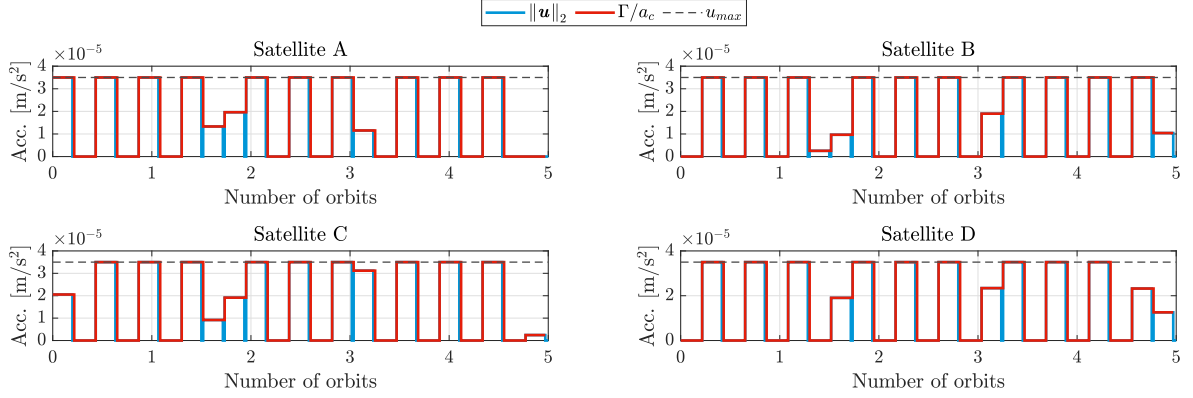 ‖u‖₂ Γ/a_c u_max
Satellite A
×10⁻⁵
Acc. [m/s²]
4
3
2
1
0
0 1 2 3 4 5
Number of orbits
Satellite B
×10⁻⁵
Acc. [m/s²]
4
3
2
1
0
0 1 2 3 4 5
Number of orbits
Satellite C
×10⁻⁵
Acc. [m/s²]
4
3
2
1
0
0 1 2 3 4 5
Number of orbits
Satellite D
×10⁻⁵
Acc. [m/s²]
4
2
0
0 1 2 3 4 5
Number of orbits